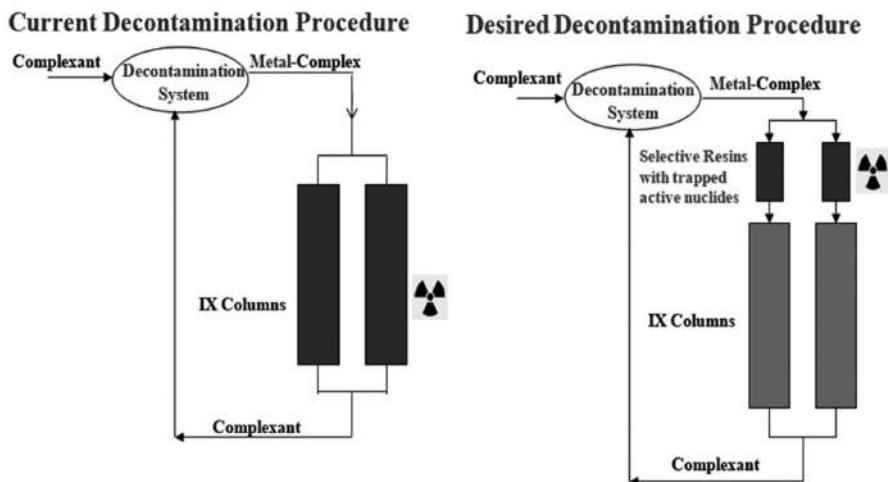 Current Decontamination Procedure
Complexant
Decontamination
System
Metal-Complex
IX Columns
Complexant
Desired Decontamination Procedure
Complexant
Decontamination
System
Metal-Complex
Selective Resins
with trapped
active nuclides
IX Columns
Complexant